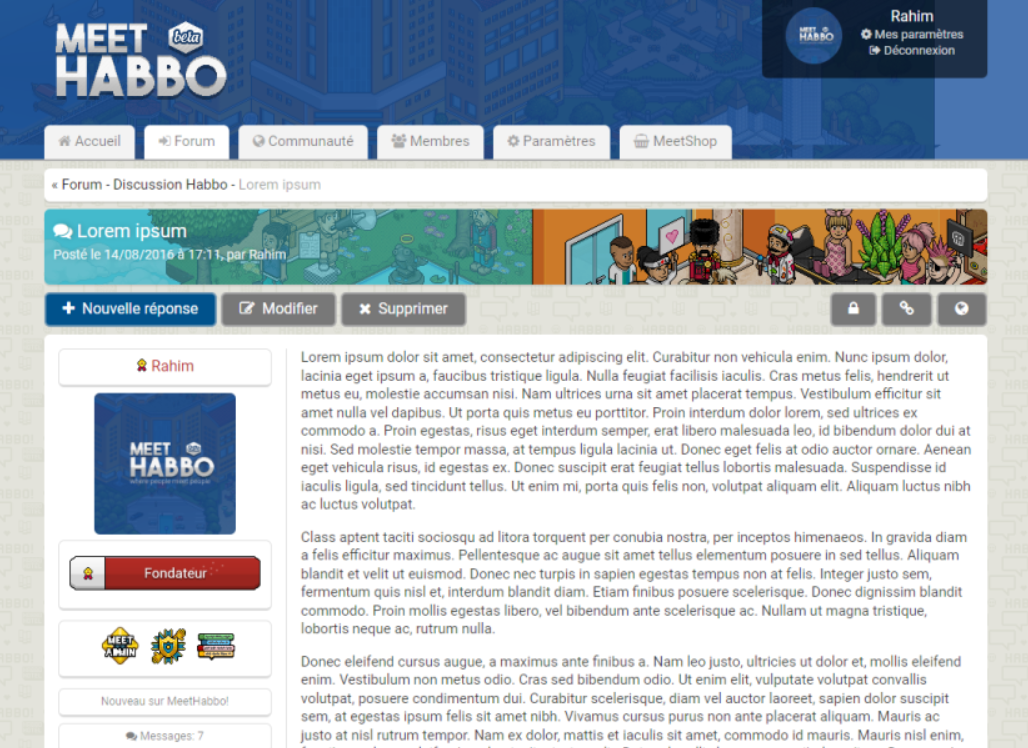 MEET beta
HABBO
MEET HABBO
Rahim
Mes paramètres
Déconnexion
Accueil
Forum
Communauté
Membres
Paramètres
MeetShop
« Forum - Discussion Habbo - Lorem ipsum
Lorem ipsum
Posté le 14/08/2016 à 17:11, par Rahim
Nouvelle réponse
Modifier
Supprimer
Rahim
MEET
HABBO
where people meet people
Fondateur
MEET
ADMIN
Nouveau sur MeetHabbo!
Messages: 7
Lorem ipsum dolor sit amet, consectetur adipiscing elit. Curabitur non vehicula enim. Nunc ipsum dolor,
lacinia eget ipsum a, faucibus tristique ligula. Nulla feugiat facilisis iaculis. Cras metus felis, hendrerit ut
metus eu, molestie accumsan nisi. Nam ultrices urna sit amet placerat tempus. Vestibulum efficitur sit
amet nulla vel dapibus. Ut porta quis metus eu porttitor. Proin interdum dolor lorem, sed ultrices ex
commodo a. Proin egestas, risus eget interdum semper, erat libero malesuada leo, id bibendum dolor dui at
nisi. Sed molestie tempor massa, at tempus ligula lacinia ut. Donec eget felis at odio auctor ornare. Aenean
eget vehicula risus, id egestas ex. Donec suscipit erat feugiat tellus lobortis malesuada. Suspendisse id
iaculis ligula, sed tincidunt tellus. Ut enim mi, porta quis felis non, volutpat aliquam elit. Aliquam luctus nibh
ac luctus volutpat.
Class aptent taciti sociosqu ad litora torquent per conubia nostra, per inceptos himenaeos. In gravida diam
a felis efficitur maximus. Pellentesque ac augue sit amet tellus elementum posuere in sed tellus. Aliquam
blandit et velit ut euismod. Donec nec turpis in sapien egestas tempus non at felis. Integer justo sem,
fermentum quis nisl et, interdum blandit diam. Etiam finibus posuere scelerisque. Donec dignissim blandit
commodo. Proin mollis egestas libero, vel bibendum ante scelerisque ac. Nullam ut magna tristique,
lobortis neque ac, rutrum nulla.
Donec eleifend cursus augue, a maximus ante finibus a. Nam leo justo, ultricies ut dolor et, mollis eleifend
enim. Vestibulum non metus odio. Cras sed bibendum odio. Ut enim elit, vulputate volutpat convallis
volutpat, posuere condimentum dui. Curabitur scelerisque, diam vel auctor laoreet, sapien dolor suscipit
sem, at egestas ipsum felis sit amet nibh. Vivamus cursus purus non ante placerat aliquam. Mauris ac
justo at nisl rutrum tempor. Nam ex dolor, mattis et iaculis sit amet, commodo id mauris. Mauris nisl enim,